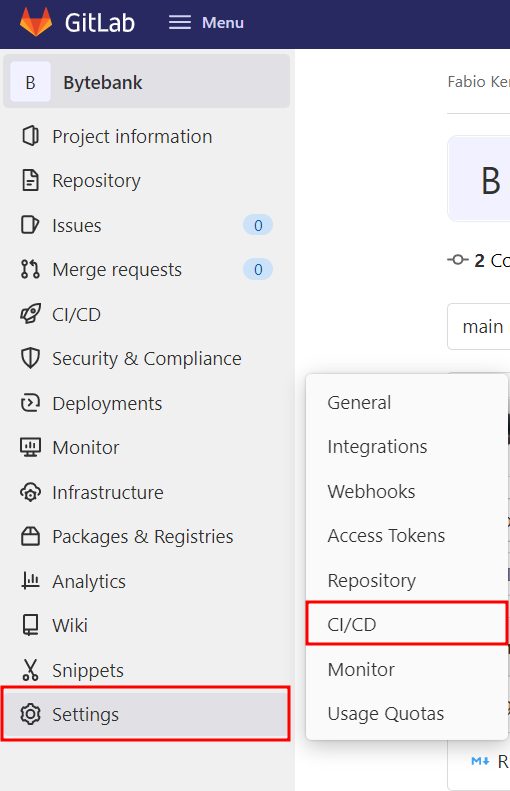 GitLab
Menu
B
Bytebank
Project information
Repository
Issues
0
Merge requests
0
CI/CD
Security & Compliance
Deployments
Monitor
Infrastructure
Packages & Registries
Analytics
Wiki
Snippets
Settings
Fabio
B
2
main
General
Integrations
Webhooks
Access Tokens
Repository
CI/CD
Monitor
Usage Quotas
R